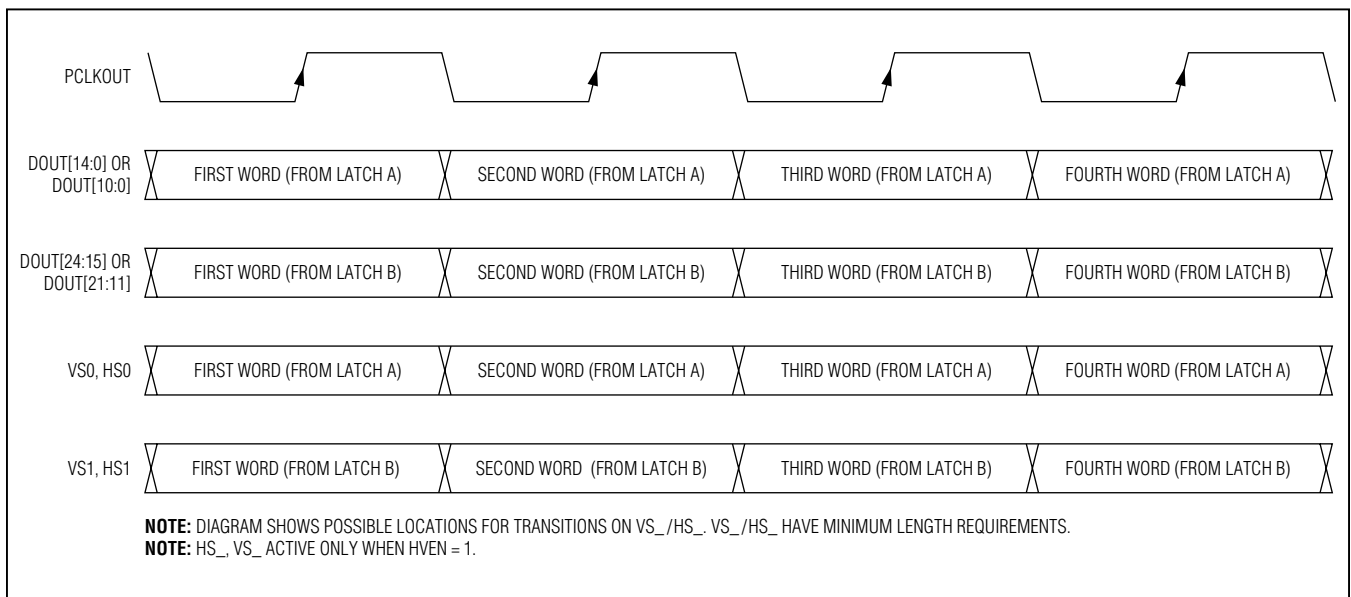 PCLKOUT
DOUT[14:0] OR
DOUT[10:0]
FIRST WORD (FROM LATCH A) SECOND WORD (FROM LATCH A) THIRD WORD (FROM LATCH A) FOURTH WORD (FROM LATCH A)
DOUT[24:15] OR
DOUT[21:11]
FIRST WORD (FROM LATCH B) SECOND WORD (FROM LATCH B) THIRD WORD (FROM LATCH B) FOURTH WORD (FROM LATCH B)
VS0, HS0 FIRST WORD (FROM LATCH A) SECOND WORD (FROM LATCH A) THIRD WORD (FROM LATCH A) FOURTH WORD (FROM LATCH A)
VS1, HS1 FIRST WORD (FROM LATCH B) SECOND WORD (FROM LATCH B) THIRD WORD (FROM LATCH B) FOURTH WORD (FROM LATCH B)
NOTE: DIAGRAM SHOWS POSSIBLE LOCATIONS FOR TRANSITIONS ON VS_/HS_. VS_/HS_ HAVE MINIMUM LENGTH REQUIREMENTS.
NOTE: HS_, VS_ ACTIVE ONLY WHEN HVEN = 1.